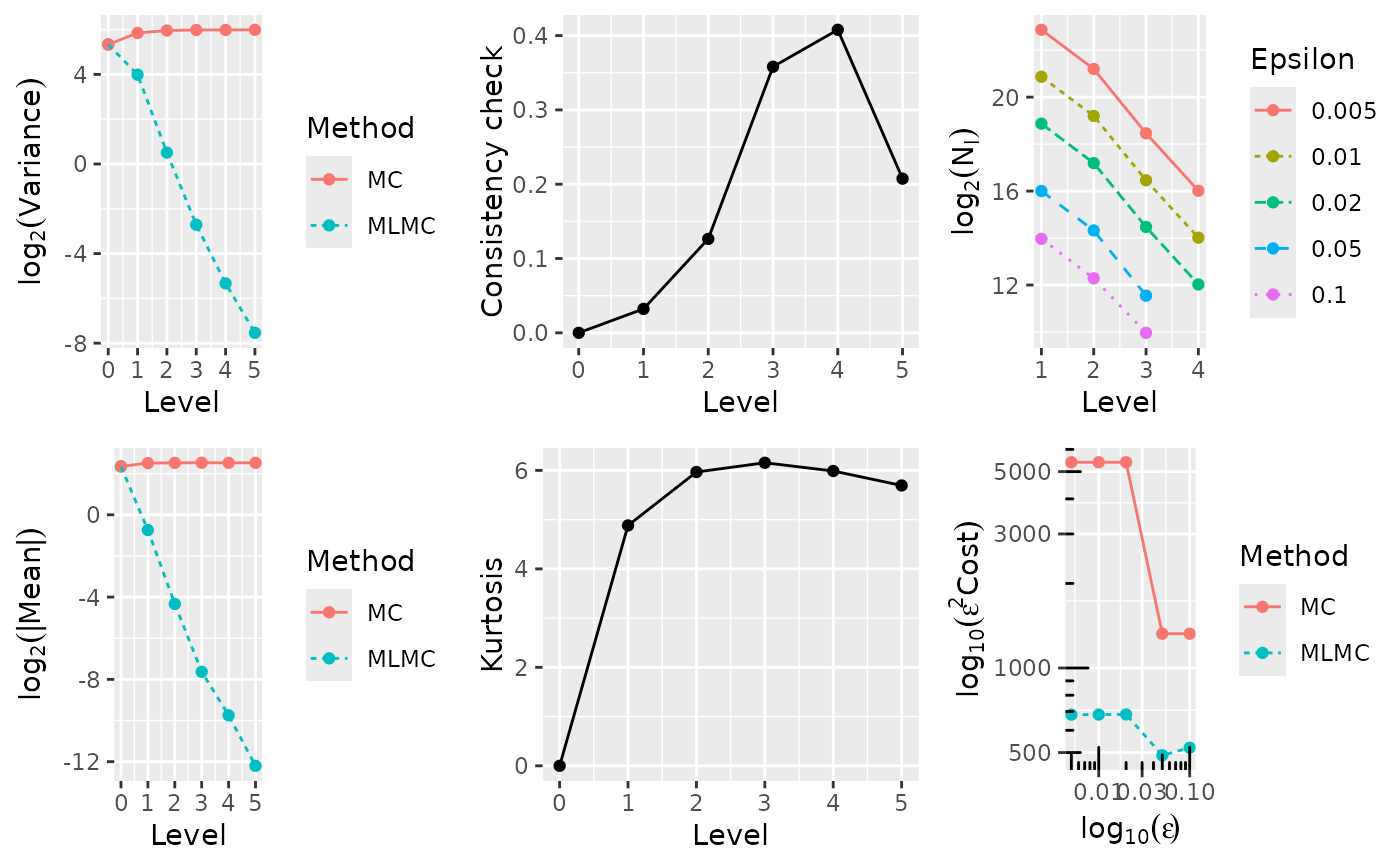 log₂(Variance)
4
0
-4
-8
0 1 2 3 4 5
Level
Method
MC
MLMC
Consistency check
0.4
0.3
0.2
0.1
0.0
0 1 2 3 4 5
Level
log₂(Nₗ)
20
16
12
1 2 3 4
Level
Epsilon
0.005
0.01
0.02
0.05
0.1
log₂(|Mean|)
0
-4
-8
-12
0 1 2 3 4 5
Level
Method
MC
MLMC
Kurtosis
6
4
2
0
0 1 2 3 4 5
Level
log₁₀(ε²Cost)
5000
3000
1000
500
0.01 0.03 0.10
log₁₀(ε)
Method
MC
MLMC